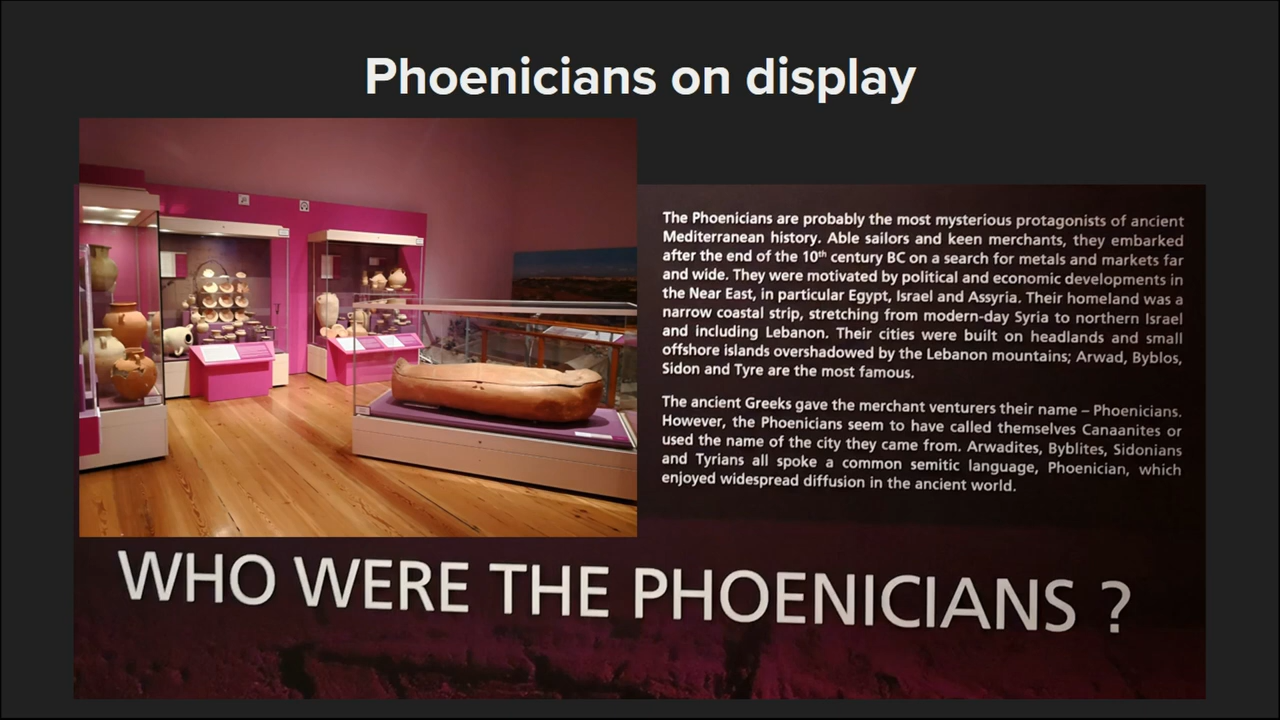 Phoenicians on display
The Phoenicians are probably the most mysterious protagonists of ancient
Mediterranean history. Able sailors and keen merchants, they embarked
after the end of the 10th century BC on a search for metals and markets far
and wide. They were motivated by political and economic developments in
the Near East, in particular Egypt, Israel and Assyria. Their homeland was a
narrow coastal strip, stretching from modern-day Syria to northern Israel
and including Lebanon. Their cities were built on headlands and small
offshore islands overshadowed by the Lebanon mountains; Arwad, Byblos,
Sidon and Tyre are the most famous.
The ancient Greeks gave the merchant venturers their name – Phoenicians.
However, the Phoenicians seem to have called themselves Canaanites or
used the name of the city they came from. Arwadites, Byblites, Sidonians
and Tyrians all spoke a common semitic language, Phoenician, which
enjoyed widespread diffusion in the ancient world.
WHO WERE THE PHOENICIANS ?